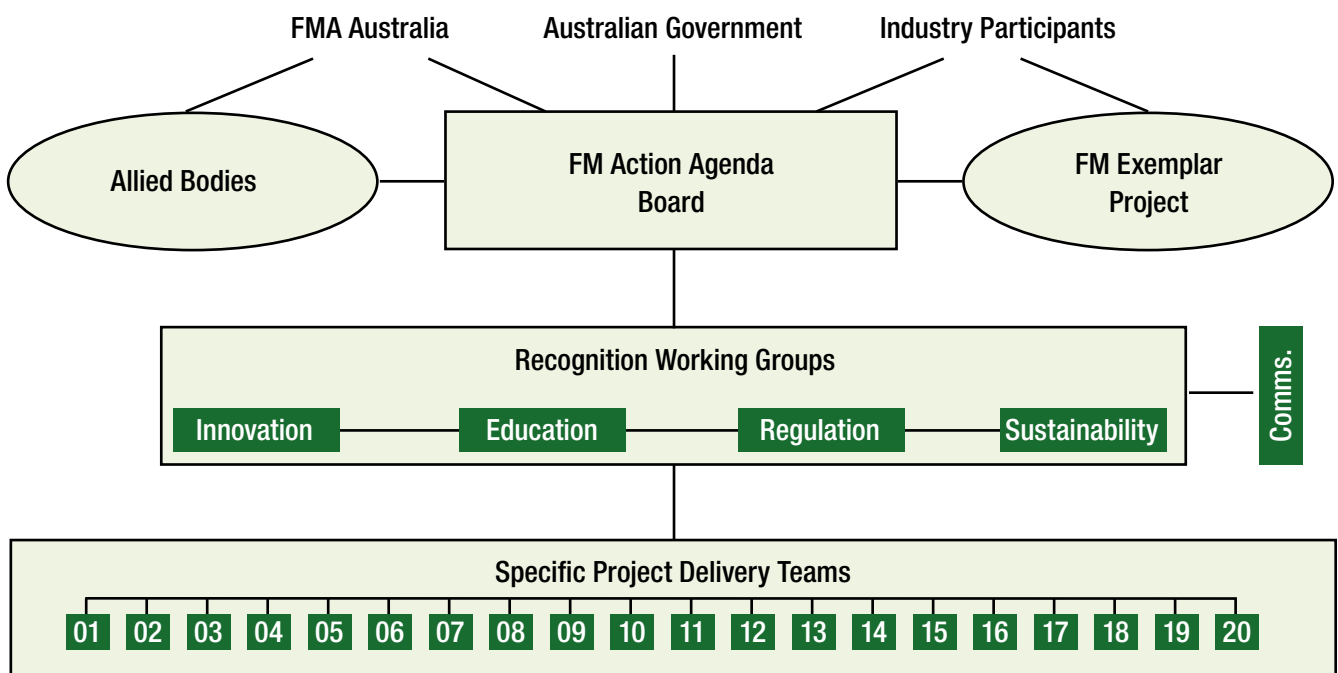 FMA Australia
Australian Government
Industry Participants
Allied Bodies
FM Action Agenda
Board
FM Exemplar
Project
Recognition Working Groups
Innovation
Education
Regulation
Sustainability
Comms.
Specific Project Delivery Teams
01 02 03 04 05 06 07 08 09 10 11 12 13 14 15 16 17 18 19 20